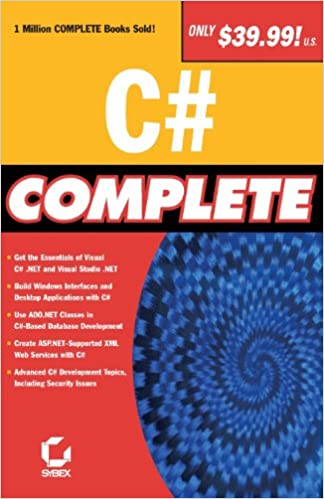 1 Million COMPLETE Books Sold!
ONLY $39.99! U.S.
C#
COMPLETE
Get the Essentials of Visual
C# .NET and Visual Studio .NET
Build Windows Interfaces and
Desktop Applications with C#
Use ADO.NET Classes in
C#-Based Database Development
Create ASP.NET-Supported XML
Web Services with C#
Advanced C# Development Topics,
Including Security Issues
SYBEX